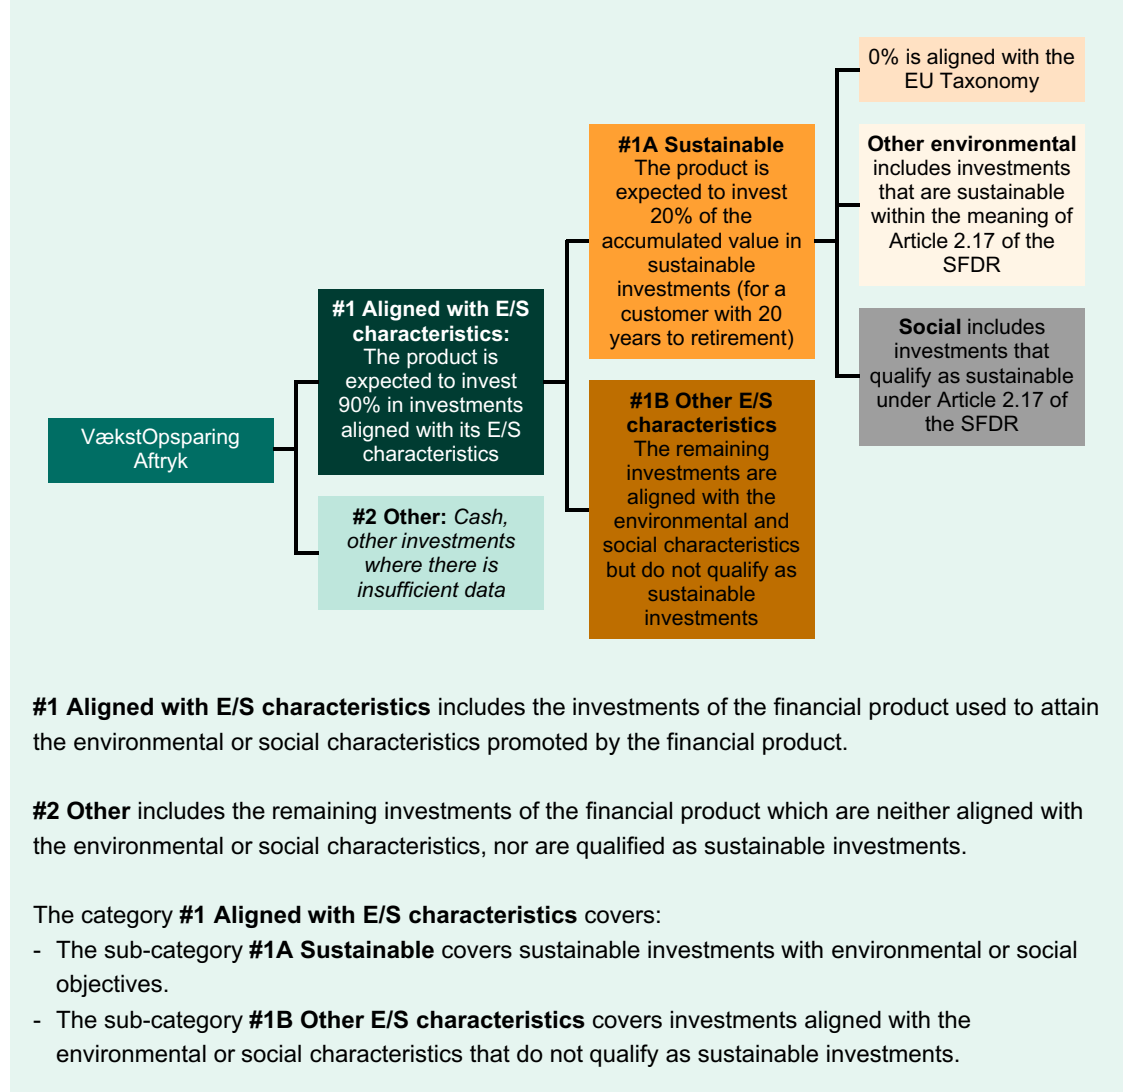 VækstOpsparing
Aftryk
#1 Aligned with E/S
characteristics:
The product is
expected to invest
90% in investments
aligned with its E/S
characteristics
#2 Other: Cash,
other investments
where there is
insufficient data
#1A Sustainable
The product is
expected to invest
20% of the
accumulated value in
sustainable
investments (for a
customer with 20
years to retirement)
#1B Other E/S
characteristics
The remaining
investments are
aligned with the
environmental and
social characteristics
but do not qualify as
sustainable
investments
0% is aligned with the
EU Taxonomy
Other environmental
includes investments
that are sustainable
within the meaning of
Article 2.17 of the
SFDR
Social includes
investments that
qualify as sustainable
under Article 2.17 of
the SFDR
#1 Aligned with E/S characteristics includes the investments of the financial product used to attain
the environmental or social characteristics promoted by the financial product.
#2 Other includes the remaining investments of the financial product which are neither aligned with
the environmental or social characteristics, nor are qualified as sustainable investments.
The category #1 Aligned with E/S characteristics covers:
- The sub-category #1A Sustainable covers sustainable investments with environmental or social
objectives.
- The sub-category #1B Other E/S characteristics covers investments aligned with the
environmental or social characteristics that do not qualify as sustainable investments.